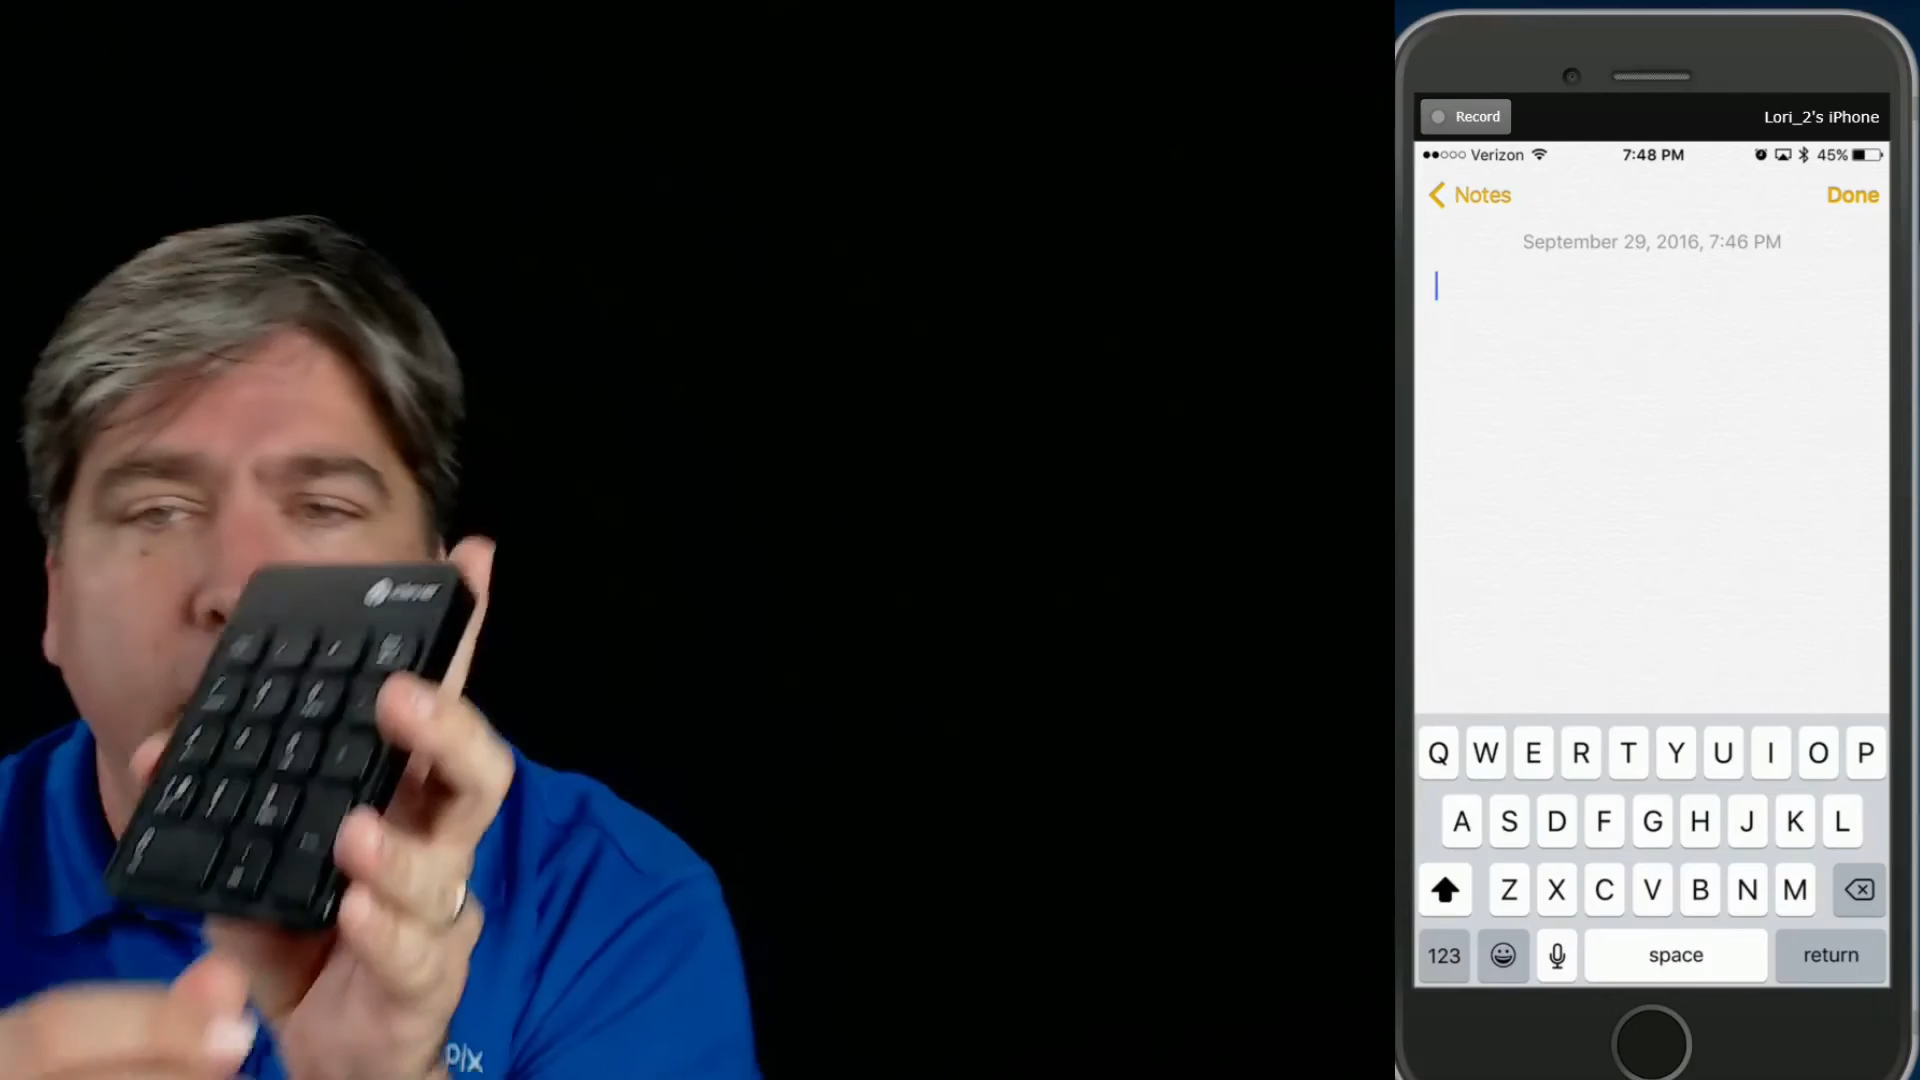 Record
Lori_2's iPhone
Verizon
7:48 PM
45%
Notes
Done
September 29, 2016, 7:46 PM
Q W E R T Y U I O P
A S D F G H J K L
Z X C V B N M
123
space
return
p/x